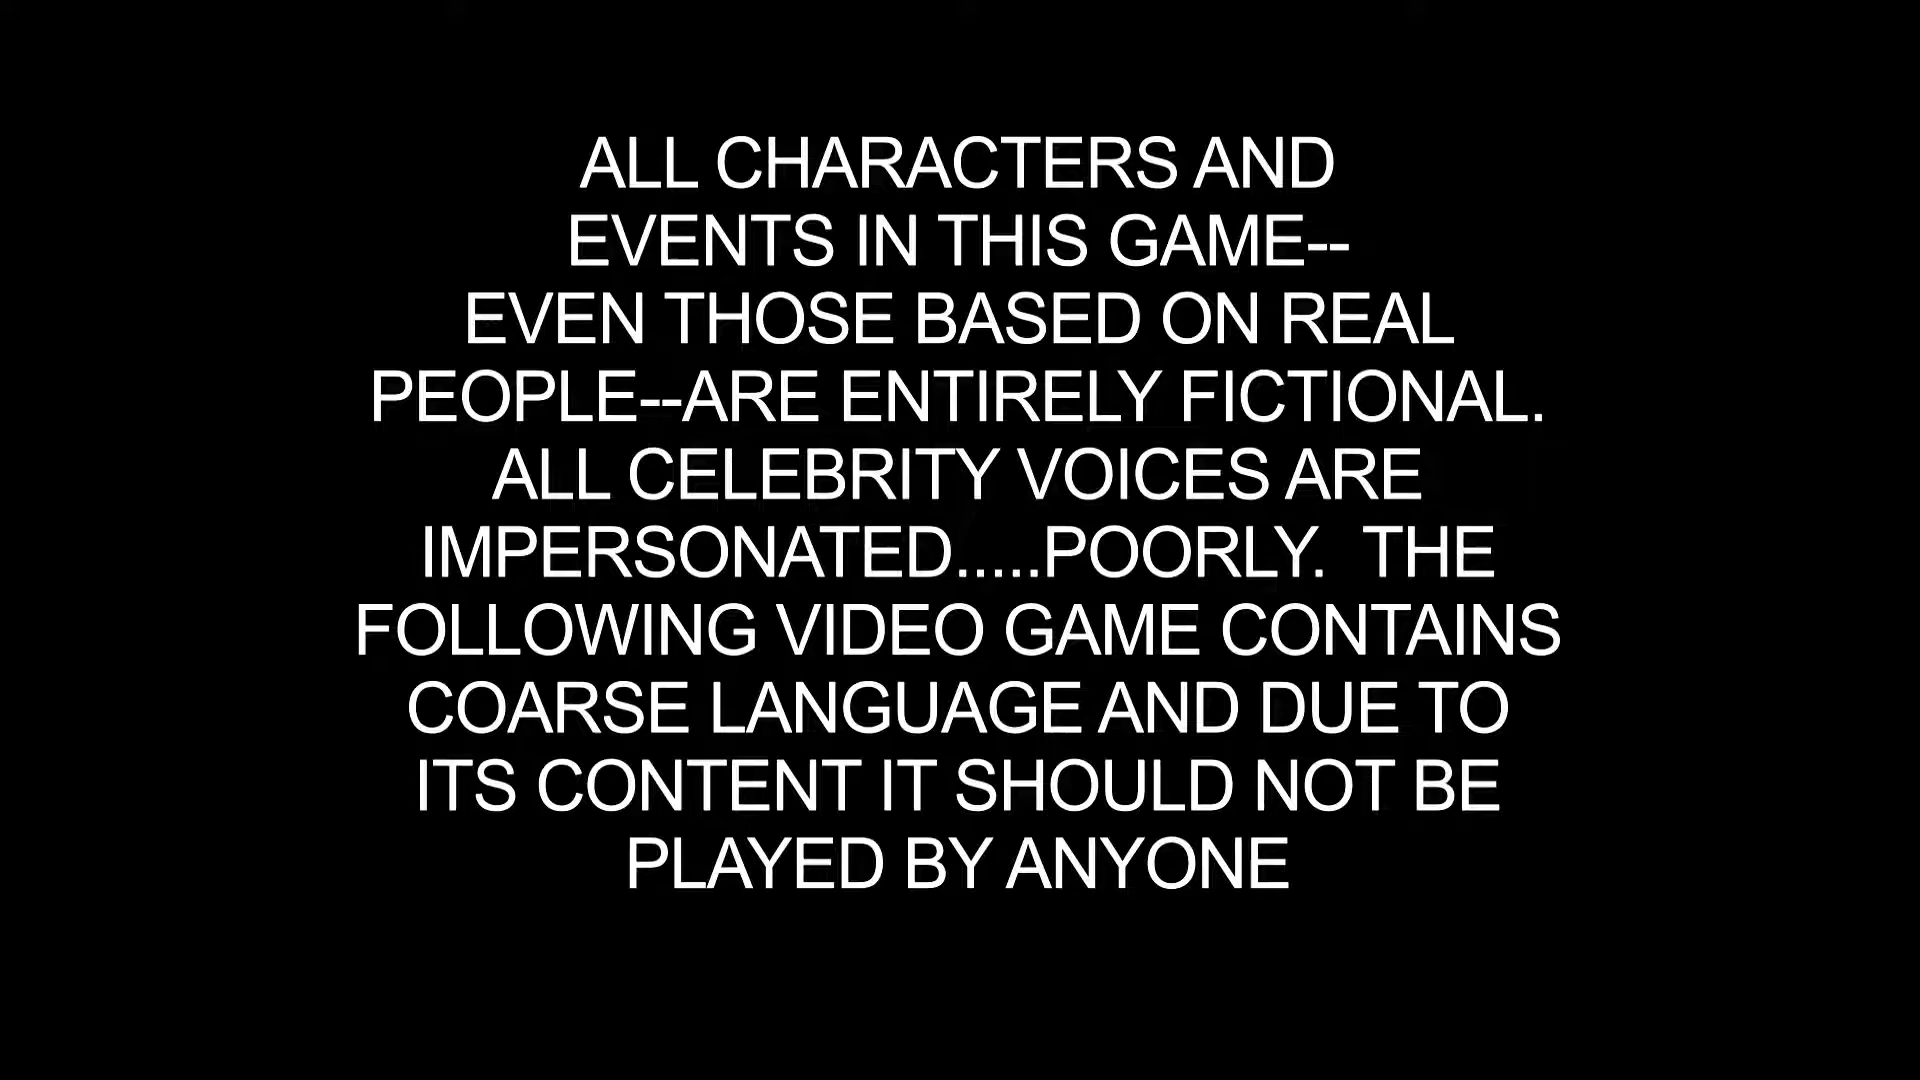 ALL CHARACTERS AND
EVENTS IN THIS GAME--
EVEN THOSE BASED ON REAL
PEOPLE--ARE ENTIRELY FICTIONAL.
ALL CELEBRITY VOICES ARE
IMPERSONATED.....POORLY.  THE
FOLLOWING VIDEO GAME CONTAINS
COARSE LANGUAGE AND DUE TO
ITS CONTENT IT SHOULD NOT BE
PLAYED BY ANYONE